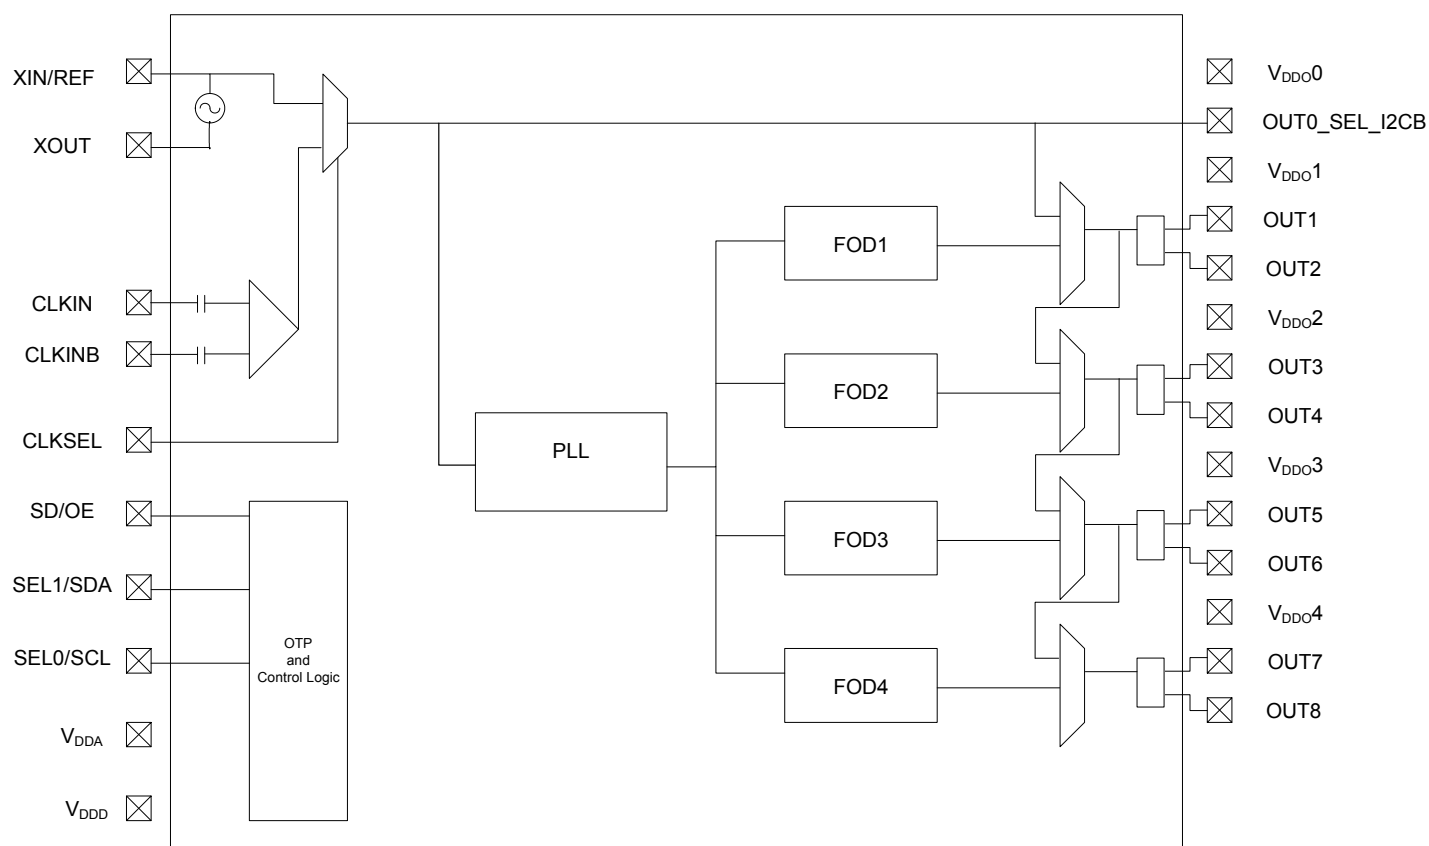 XIN/REF
XOUT
CLKIN
CLKINB
CLKSEL
SD/OE
SEL1/SDA
SEL0/SCL
VDDA
VDDD
OTP
and
Control Logic
PLL
FOD1
FOD2
FOD3
FOD4
VDDO0
OUT0_SEL_I2CB
VDDO1
OUT1
OUT2
VDDO2
OUT3
OUT4
VDDO3
OUT5
OUT6
VDDO4
OUT7
OUT8